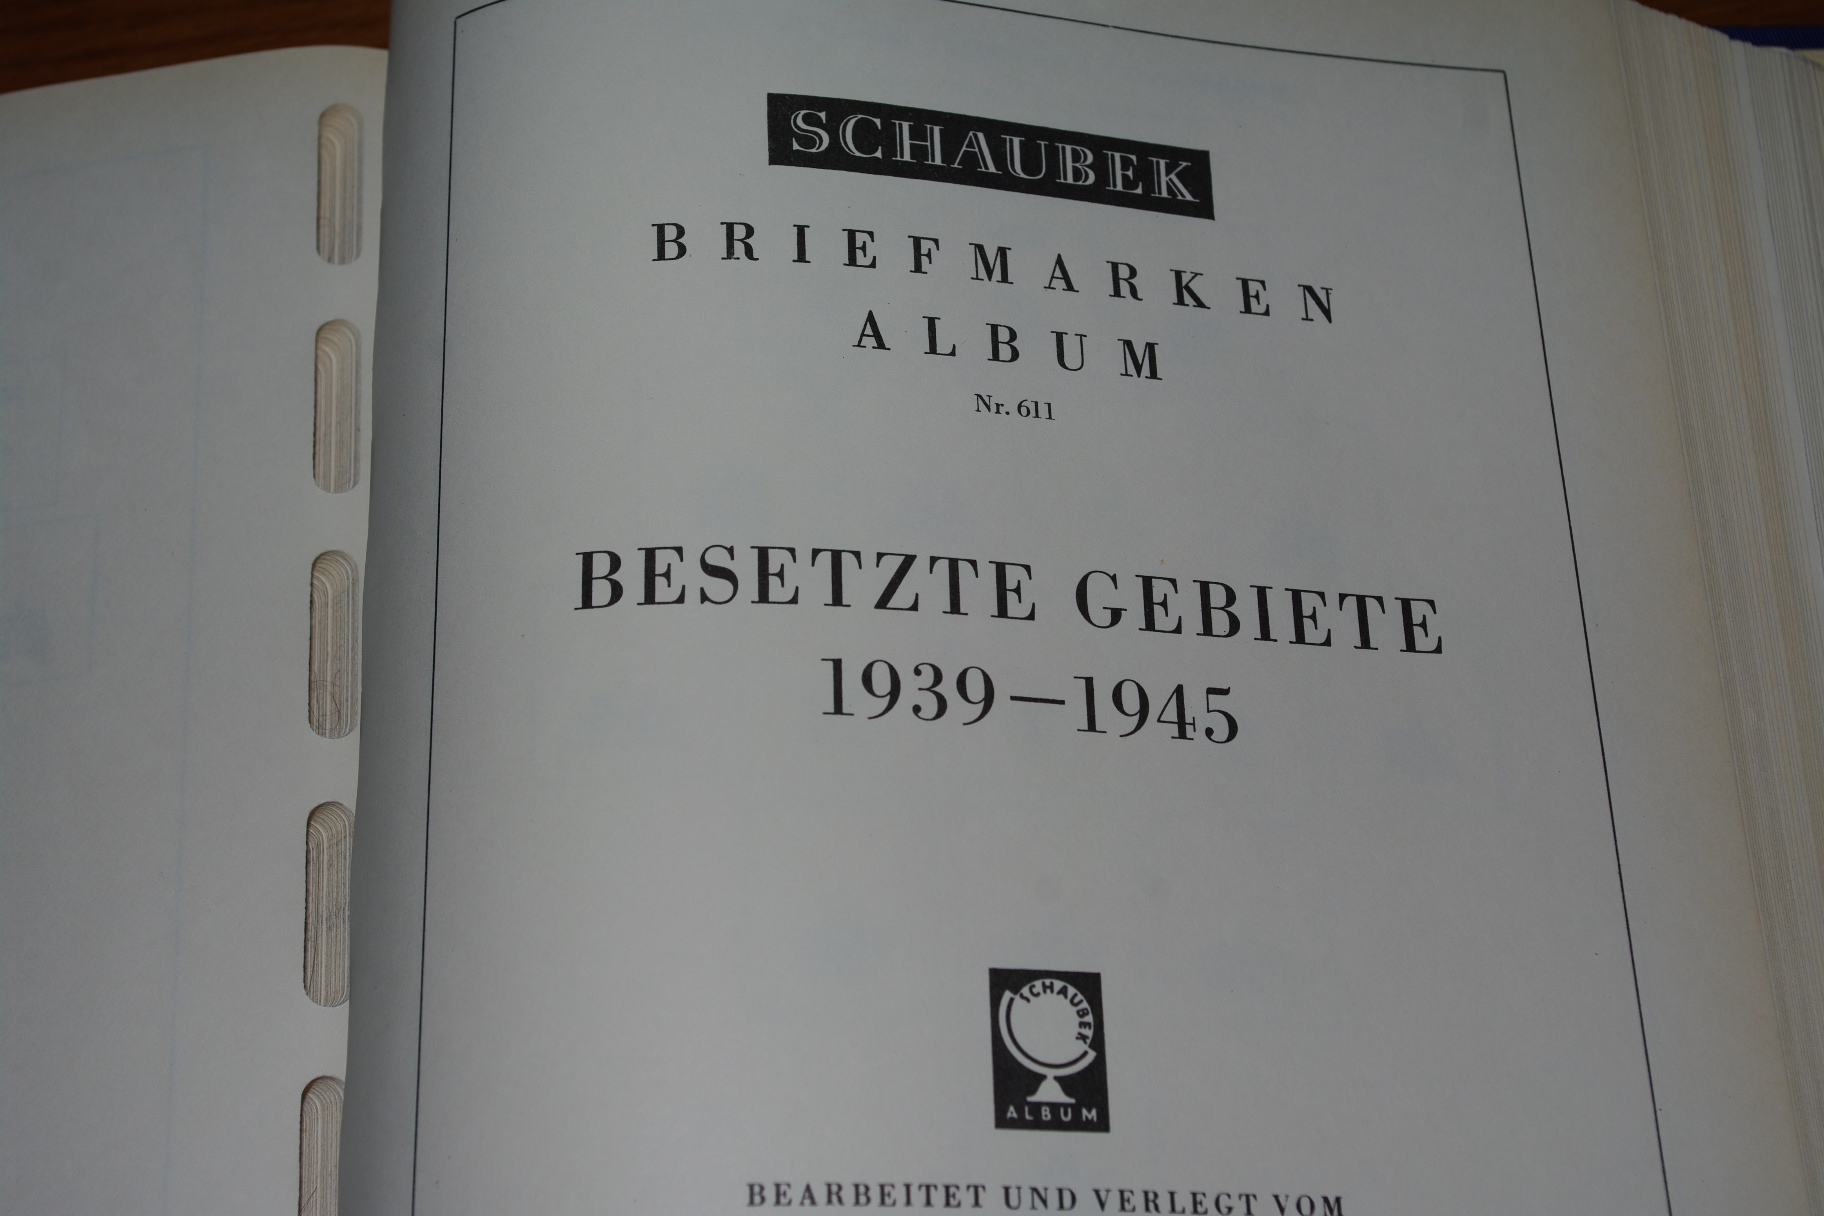 SCHAUBEK
BRIEFMARKEN
ALBUM
Nr. 611
BESETZTE GEBIETE
1939–1945
SCHAUBEK
ALBUM
BEARBEITET UND VERLEGT VOM